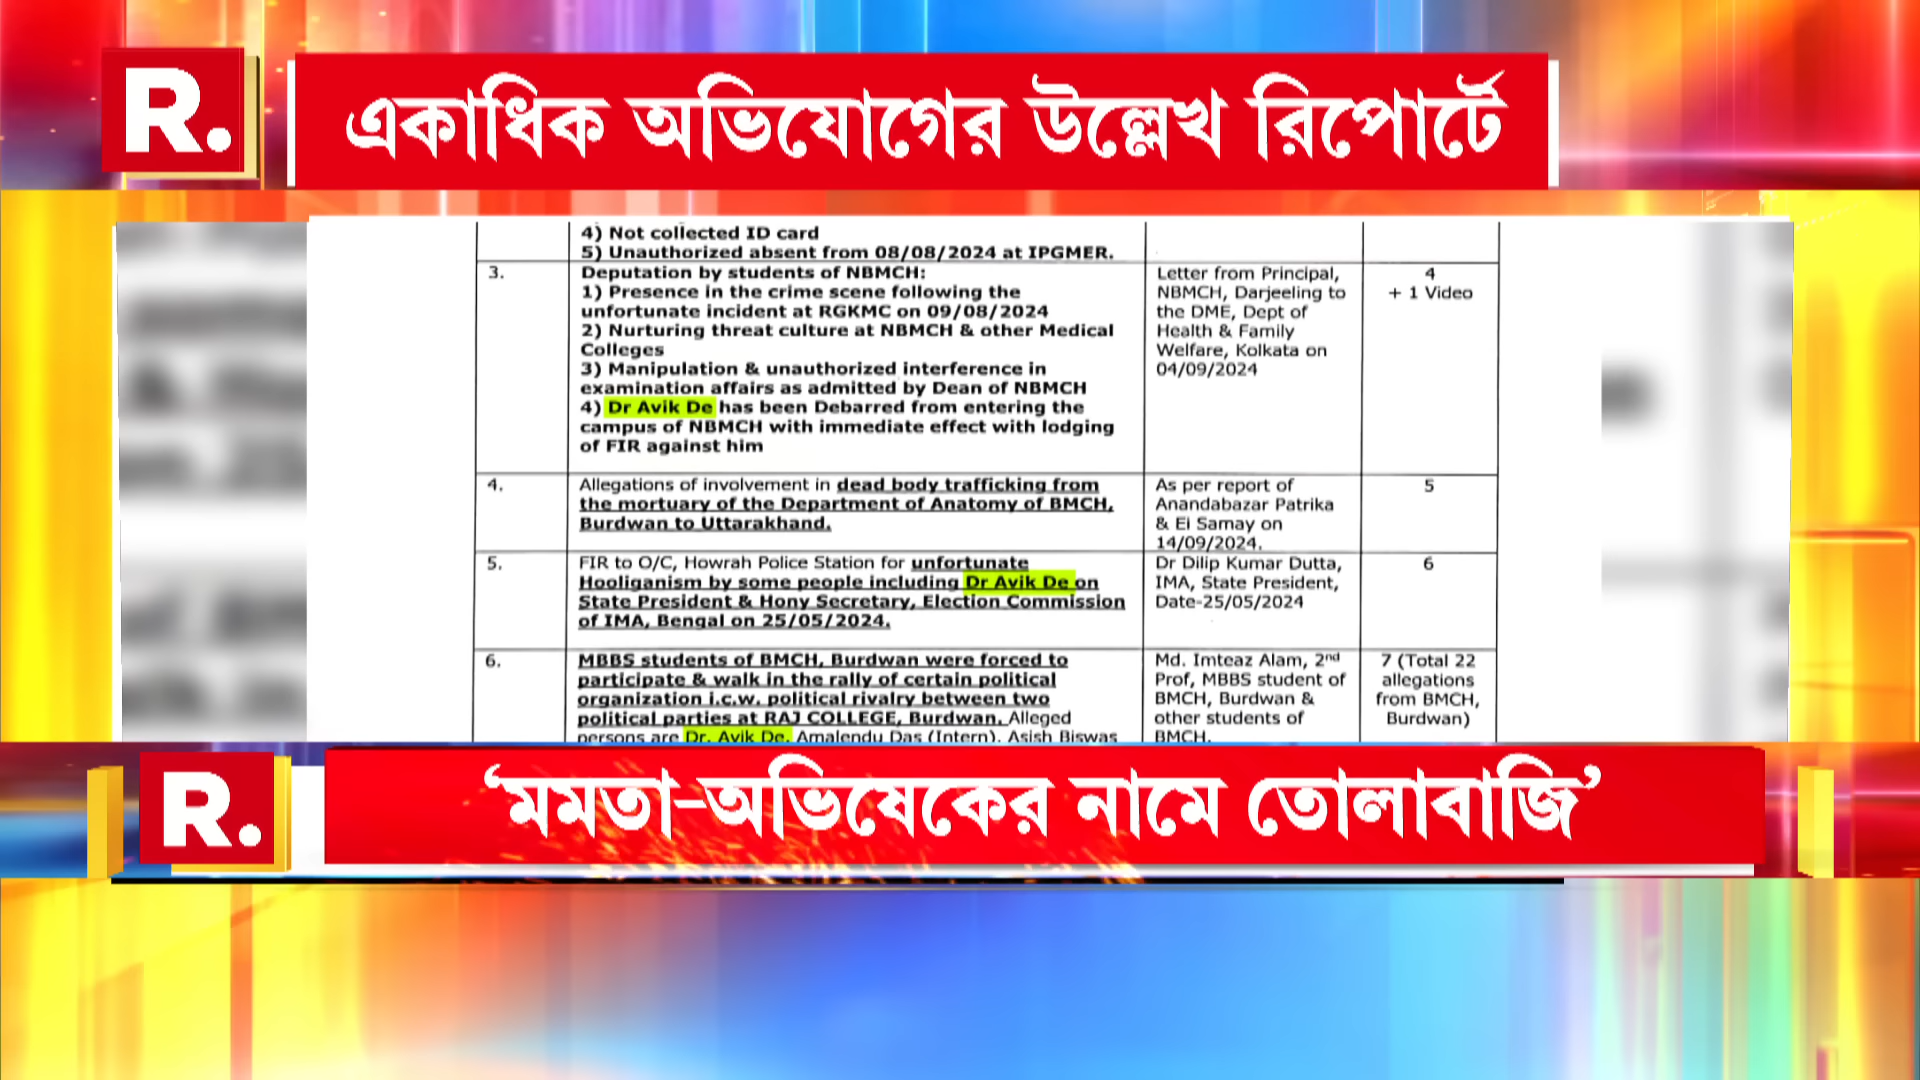 R.
একাধিক অভিযোগের উল্লেখ রিপোর্টে
4) Not collected ID card
5) Unauthorized absent from 08/08/2024 at IPGMER.
3.
Deputation by students of NBMCH:
1) Presence in the crime scene following the
unfortunate incident at RGKMC on 09/08/2024
2) Nurturing threat culture at NBMCH & other Medical
Colleges
3) Manipulation & unauthorized interference in
examination affairs as admitted by Dean of NBMCH
4) Dr Avik De has been Debarred from entering the
campus of NBMCH with immediate effect with lodging
of FIR against him
Letter from Principal,
NBMCH, Darjeeling to
the DME, Dept of
Health & Family
Welfare, Kolkata on
04/09/2024
4
+ 1 Video
4.
Allegations of involvement in dead body trafficking from
the mortuary of the Department of Anatomy of BMCH,
Burdwan to Uttarakhand.
As per report of
Anandabazar Patrika
& Ei Samay on
14/09/2024.
5
5.
FIR to O/C, Howrah Police Station for unfortunate
Hooliganism by some people including Dr Avik De on
State President & Hony Secretary, Election Commission
of IMA, Bengal on 25/05/2024.
Dr Dilip Kumar Dutta,
IMA, State President,
Date-25/05/2024
6
6.
MBBS students of BMCH, Burdwan were forced to
participate & walk in the rally of certain political
organization i.c.w. political rivalry between two
political parties at RAJ COLLEGE, Burdwan. Alleged
persons are Dr. Avik De, Amalendu Das (Intern), Asish Biswas
Md. Imteaz Alam, 2nd
Prof, MBBS student of
BMCH, Burdwan &
other students of
BMCH.
7 (Total 22
allegations
from BMCH,
Burdwan)
R.
‘মমতা-অভিষেকের নামে তোলাবাজি’